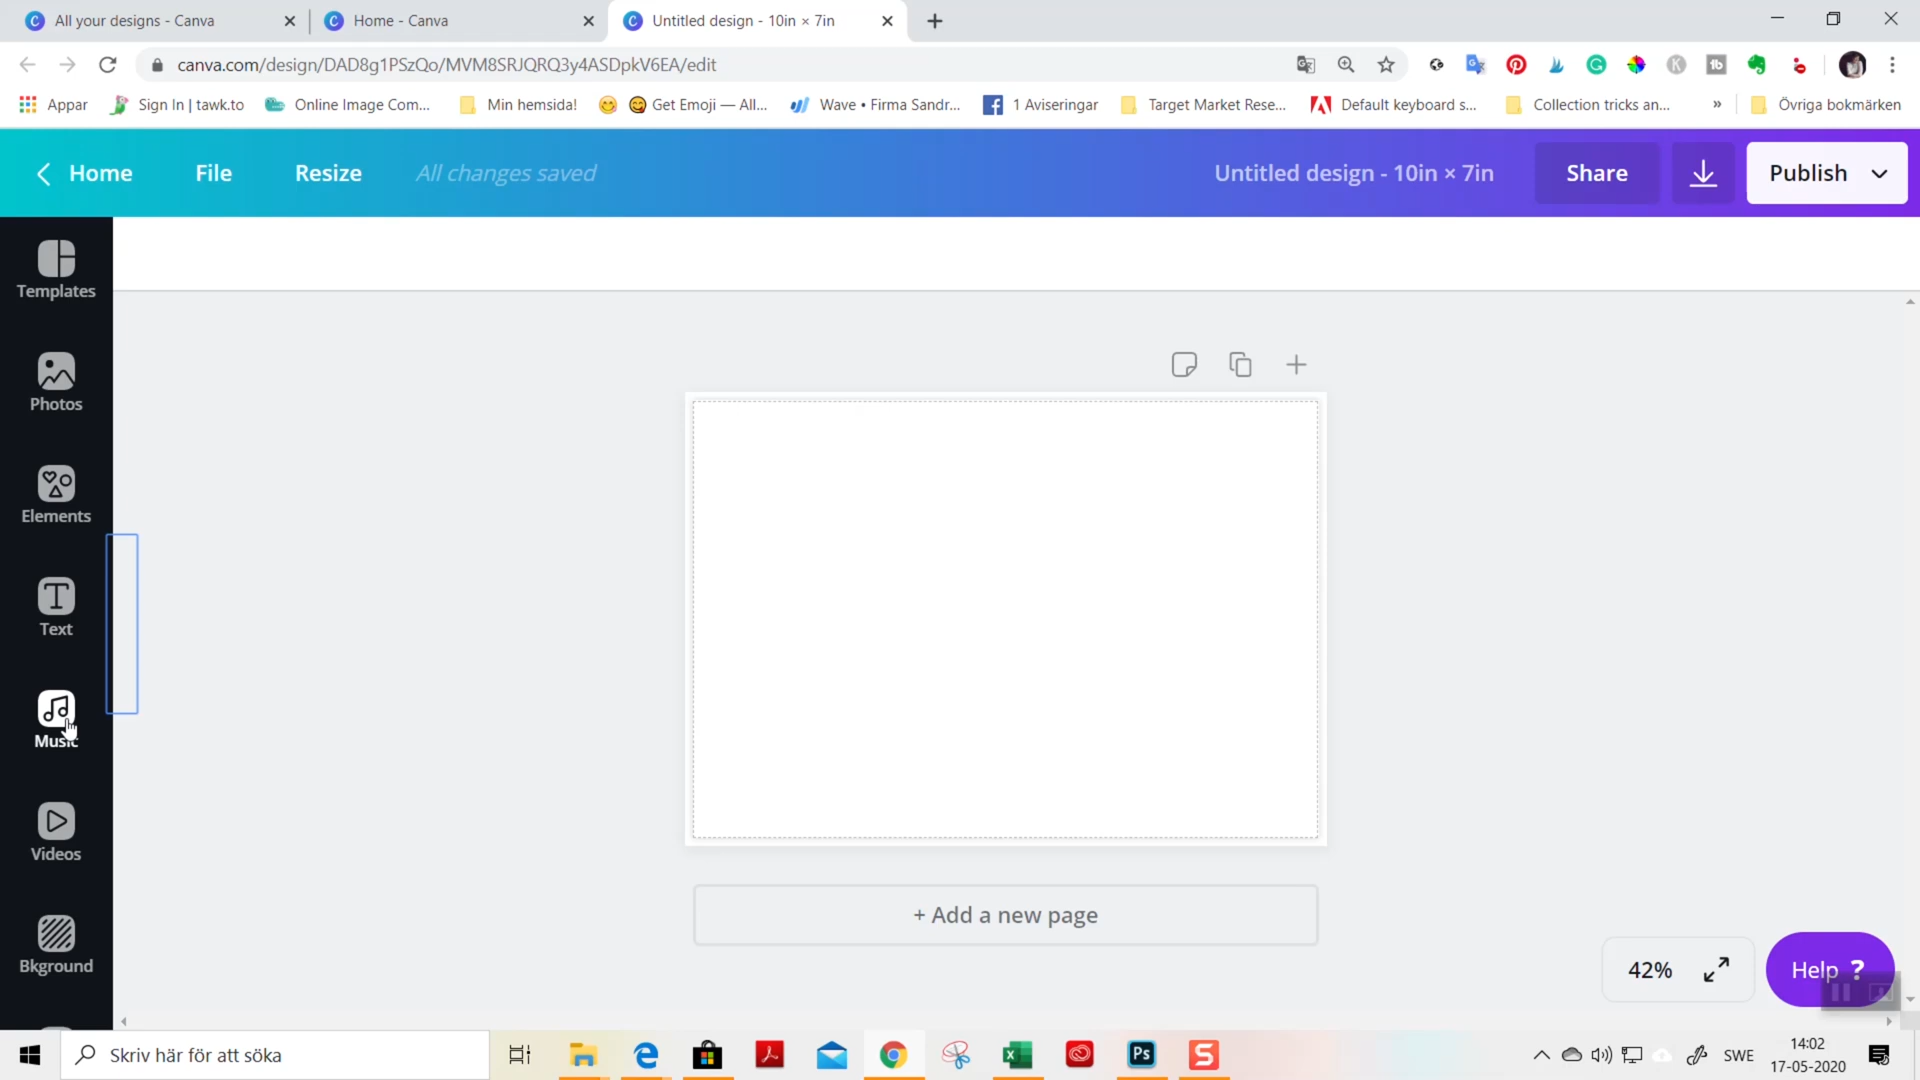 All your designs - Canva
Home - Canva
Untitled design - 10in × 7in
canva.com/design/DAD8g1PSzQo/MVM8SRJQRQ3y4ASDpkV6EA/edit
Appar
Sign In | tawk.to
Online Image Com...
Min hemsida!
Get Emoji — All...
Wave • Firma Sandr...
1 Aviseringar
Target Market Rese...
Default keyboard s...
Collection tricks an...
»
Övriga bokmärken
Home
File
Resize
All changes saved
Untitled design - 10in × 7in
Share
Publish
Templates
Photos
Elements
Text
Music
Videos
Bkground
+ Add a new page
42%
Help ?
Skriv här för att söka
SWE
14:02
17-05-2020